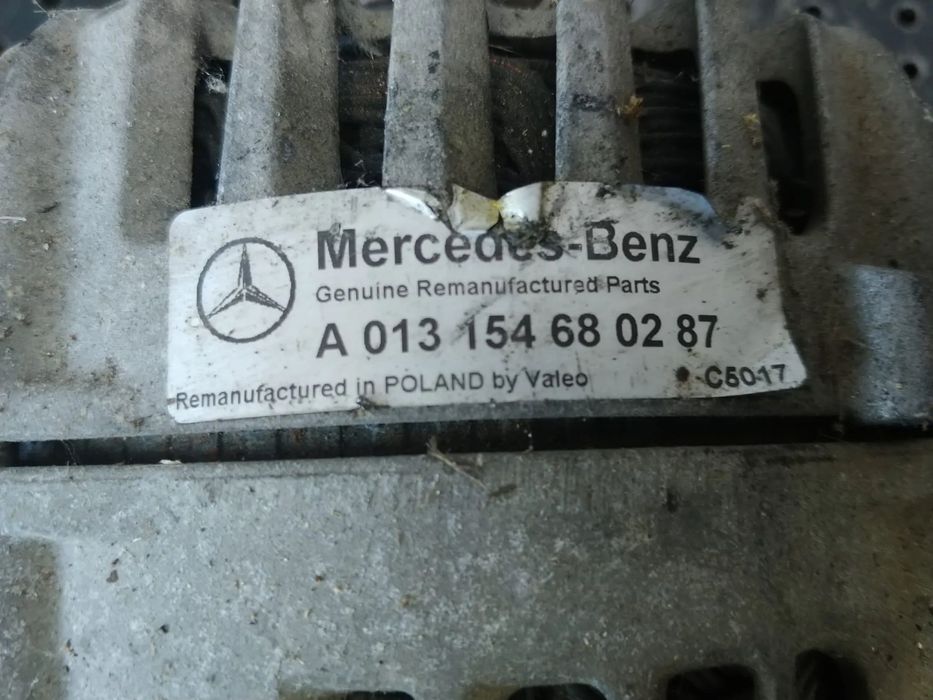 Mercedes-Benz
Genuine Remanufactured Parts
A 013 154 68 02 87
Remanufactured in POLAND by Valeo
C5017